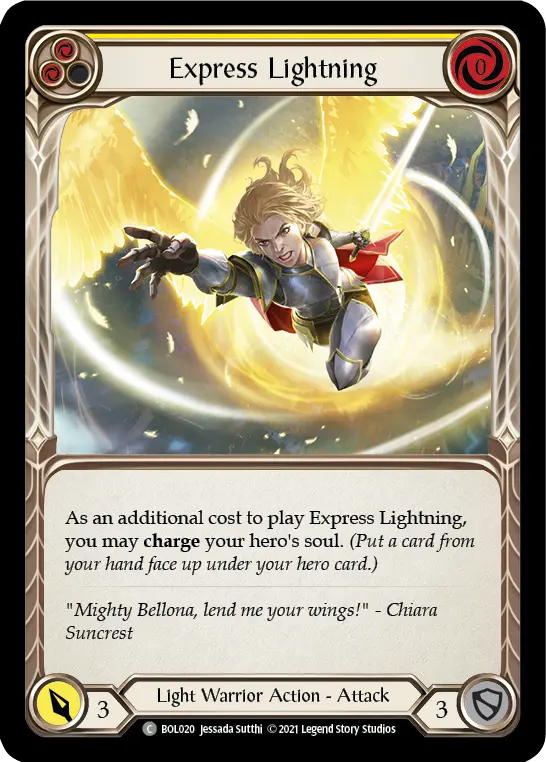 Express Lightning
0
As an additional cost to play Express Lightning,
you may charge your hero's soul. (Put a card from
your hand face up under your hero card.)
"Mighty Bellona, lend me your wings!" - Chiara
Suncrest
3
Light Warrior Action - Attack
3
C BOL020 Jessada Sutthi © 2021 Legend Story Studios